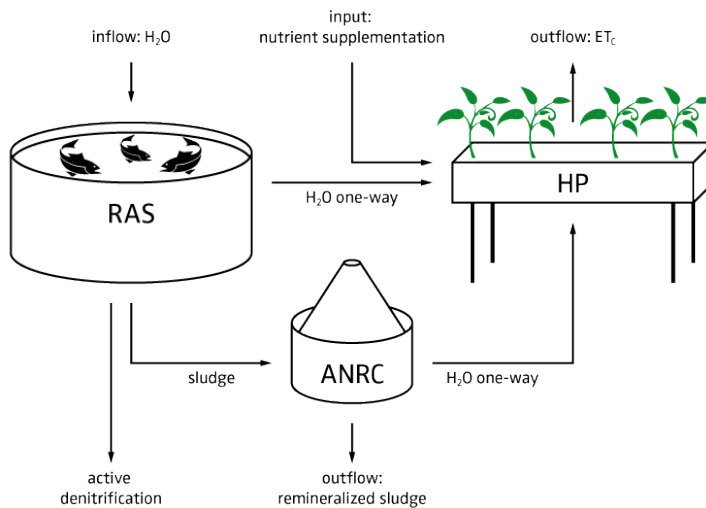 inflow: H₂O
input:
nutrient supplementation
outflow: ET_C
RAS
H₂O one-way
HP
sludge
ANRC
H₂O one-way
active
denitrification
outflow:
remineralized sludge